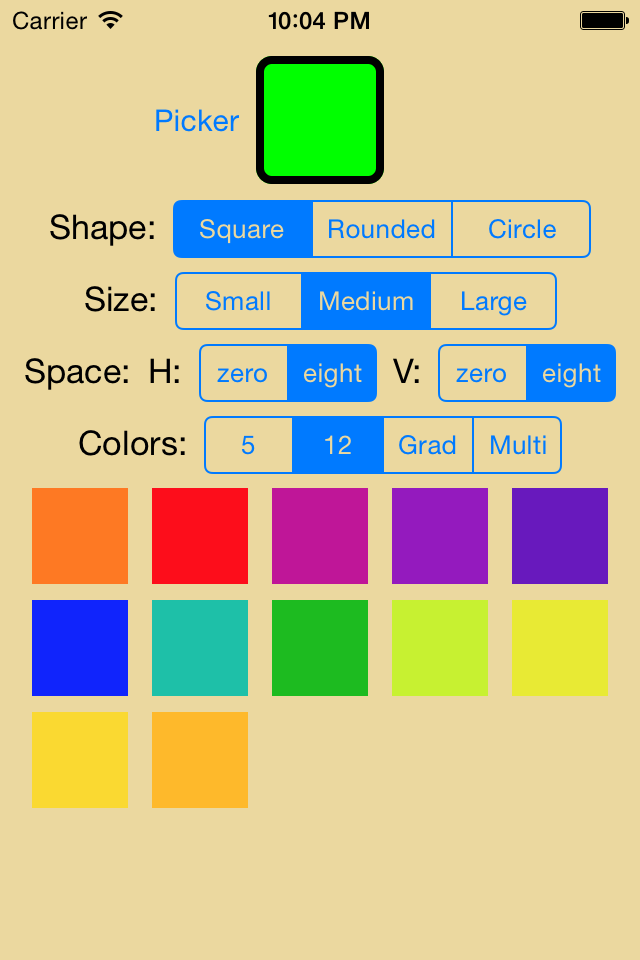 Carrier 10:04 PM
Picker
Shape: Square Rounded Circle
Size: Small Medium Large
Space: H: zero eight V: zero eight
Colors: 5 12 Grad Multi